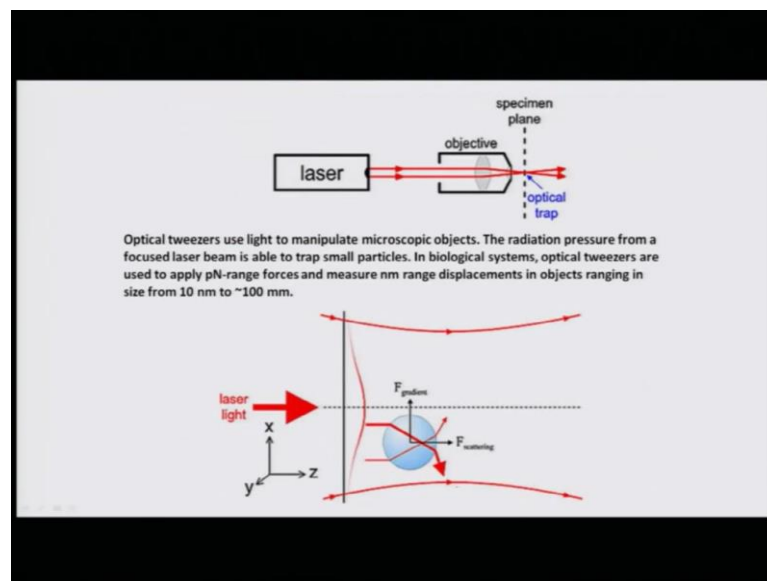 specimen
plane
objective
laser
optical
trap
Optical tweezers use light to manipulate microscopic objects. The radiation pressure from a
focused laser beam is able to trap small particles. In biological systems, optical tweezers are
used to apply pN-range forces and measure nm range displacements in objects ranging in
size from 10 nm to ~100 mm.
F gradient
laser
light
F scattering
x
z
y